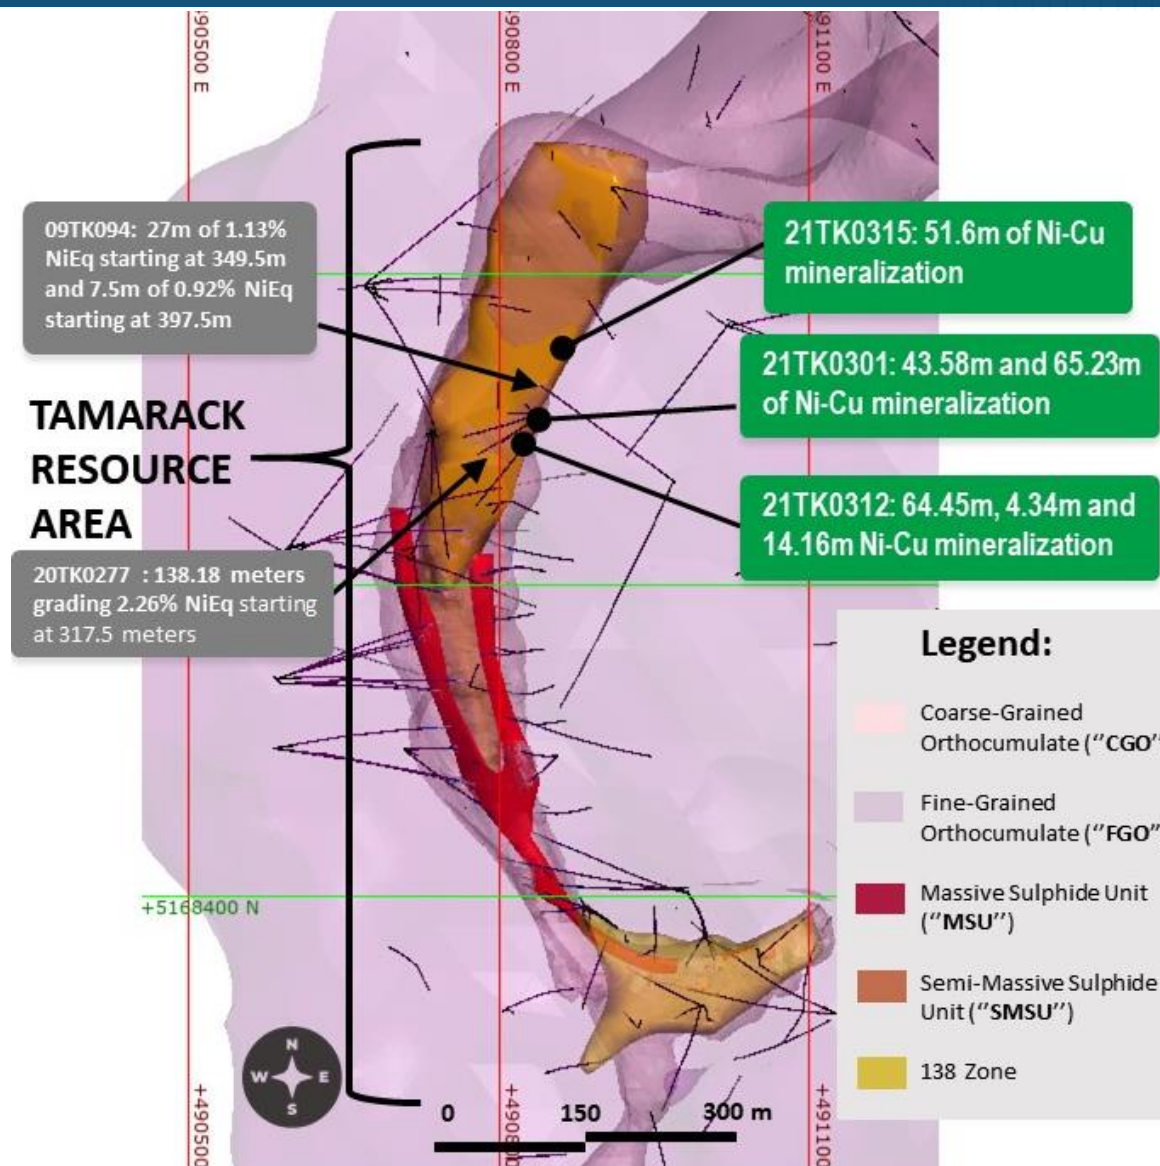 90500 E
90800 E
91100 E
09TK094: 27m of 1.13%
NiEq starting at 349.5m
and 7.5m of 0.92% NiEq
starting at 397.5m
21TK0315: 51.6m of Ni-Cu
mineralization
21TK0301: 43.58m and 65.23m
of Ni-Cu mineralization
TAMARACK
RESOURCE
AREA
21TK0312: 64.45m, 4.34m and
14.16m Ni-Cu mineralization
20TK0277 : 138.18 meters
grading 2.26% NiEq starting
at 317.5 meters
Legend:
Coarse-Grained
Orthocumulate (‘‘CGO’’
Fine-Grained
Orthocumulate (‘‘FGO’’
Massive Sulphide Unit
(‘‘MSU’’)
Semi-Massive Sulphide
Unit (‘‘SMSU’’)
138 Zone
+5168400 N
N
W E
S
0 150 300 m
+490500
+49080
+491100